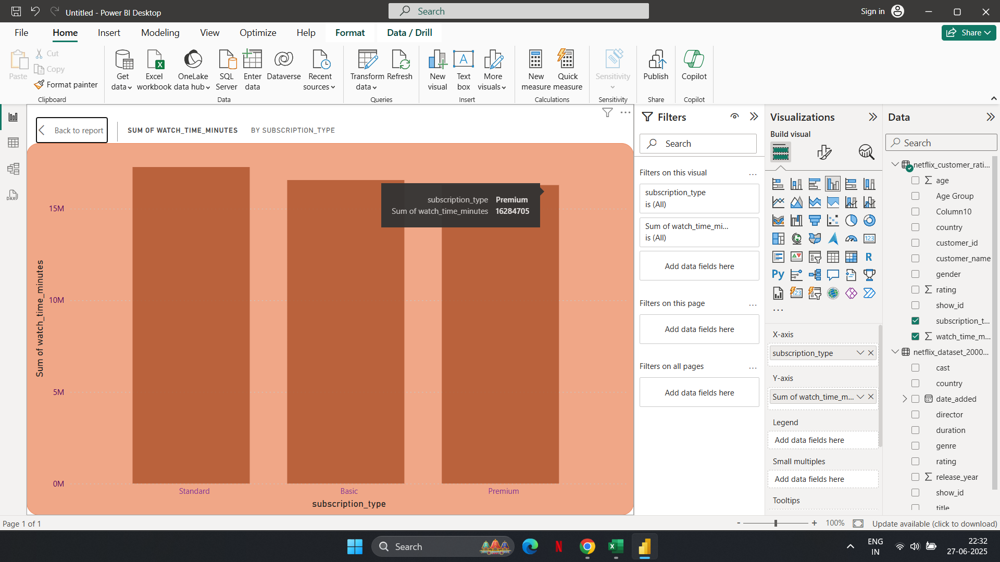 Untitled - Power BI Desktop
Search
Sign in
File
Home
Insert
Modeling
View
Optimize
Help
Format
Data / Drill
Share
Paste
Cut
Copy
Format painter
Clipboard
Get data
Excel workbook
OneLake data hub
SQL Server
Enter data
Dataverse
Recent sources
Data
Transform data
Refresh
Queries
New visual
Text box
More visuals
Insert
New measure
Quick measure
Calculations
Sensitivity
Sensitivity
Publish
Share
Copilot
Copilot
DAX
Back to report
SUM OF WATCH_TIME_MINUTES
BY SUBSCRIPTION_TYPE
Sum of watch_time_minutes
15M
10M
5M
0M
subscription_type Premium
Sum of watch_time_minutes 16284705
Standard
Basic
Premium
subscription_type
Filters
Search
Filters on this visual
...
subscription_type
is (All)
Sum of watch_time_mi...
is (All)
Add data fields here
Filters on this page
...
Add data fields here
Filters on all pages
...
Add data fields here
Visualizations
Build visual
123
R
Py
123
...
X-axis
subscription_type
Y-axis
Sum of watch_time_m...
Legend
Add data fields here
Small multiples
Add data fields here
Tooltips
Data
Search
netflix_customer_rati...
age
Age Group
Column10
country
customer_id
customer_name
gender
rating
show_id
subscription_t...
watch_time_m...
netflix_dataset_2000...
cast
country
date_added
director
duration
genre
rating
release_year
show_id
title
Page 1 of 1
- + 100%
Update available (click to download)
Search
N
ENG
IN
22:32
27-06-2025